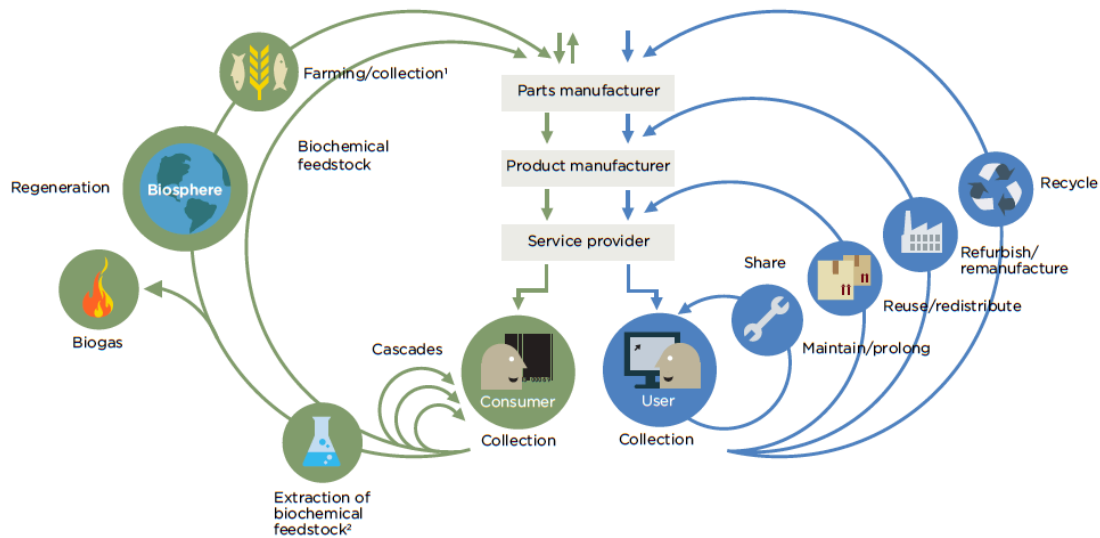 Farming/collection¹
Parts manufacturer
Biochemical
feedstock
Product manufacturer
Regeneration
Biosphere
Recycle
Service provider
Share
Refurbish/
remanufacture
Reuse/redistribute
Biogas
Cascades
Maintain/prolong
Consumer
User
Collection
Collection
Extraction of
biochemical
feedstock²